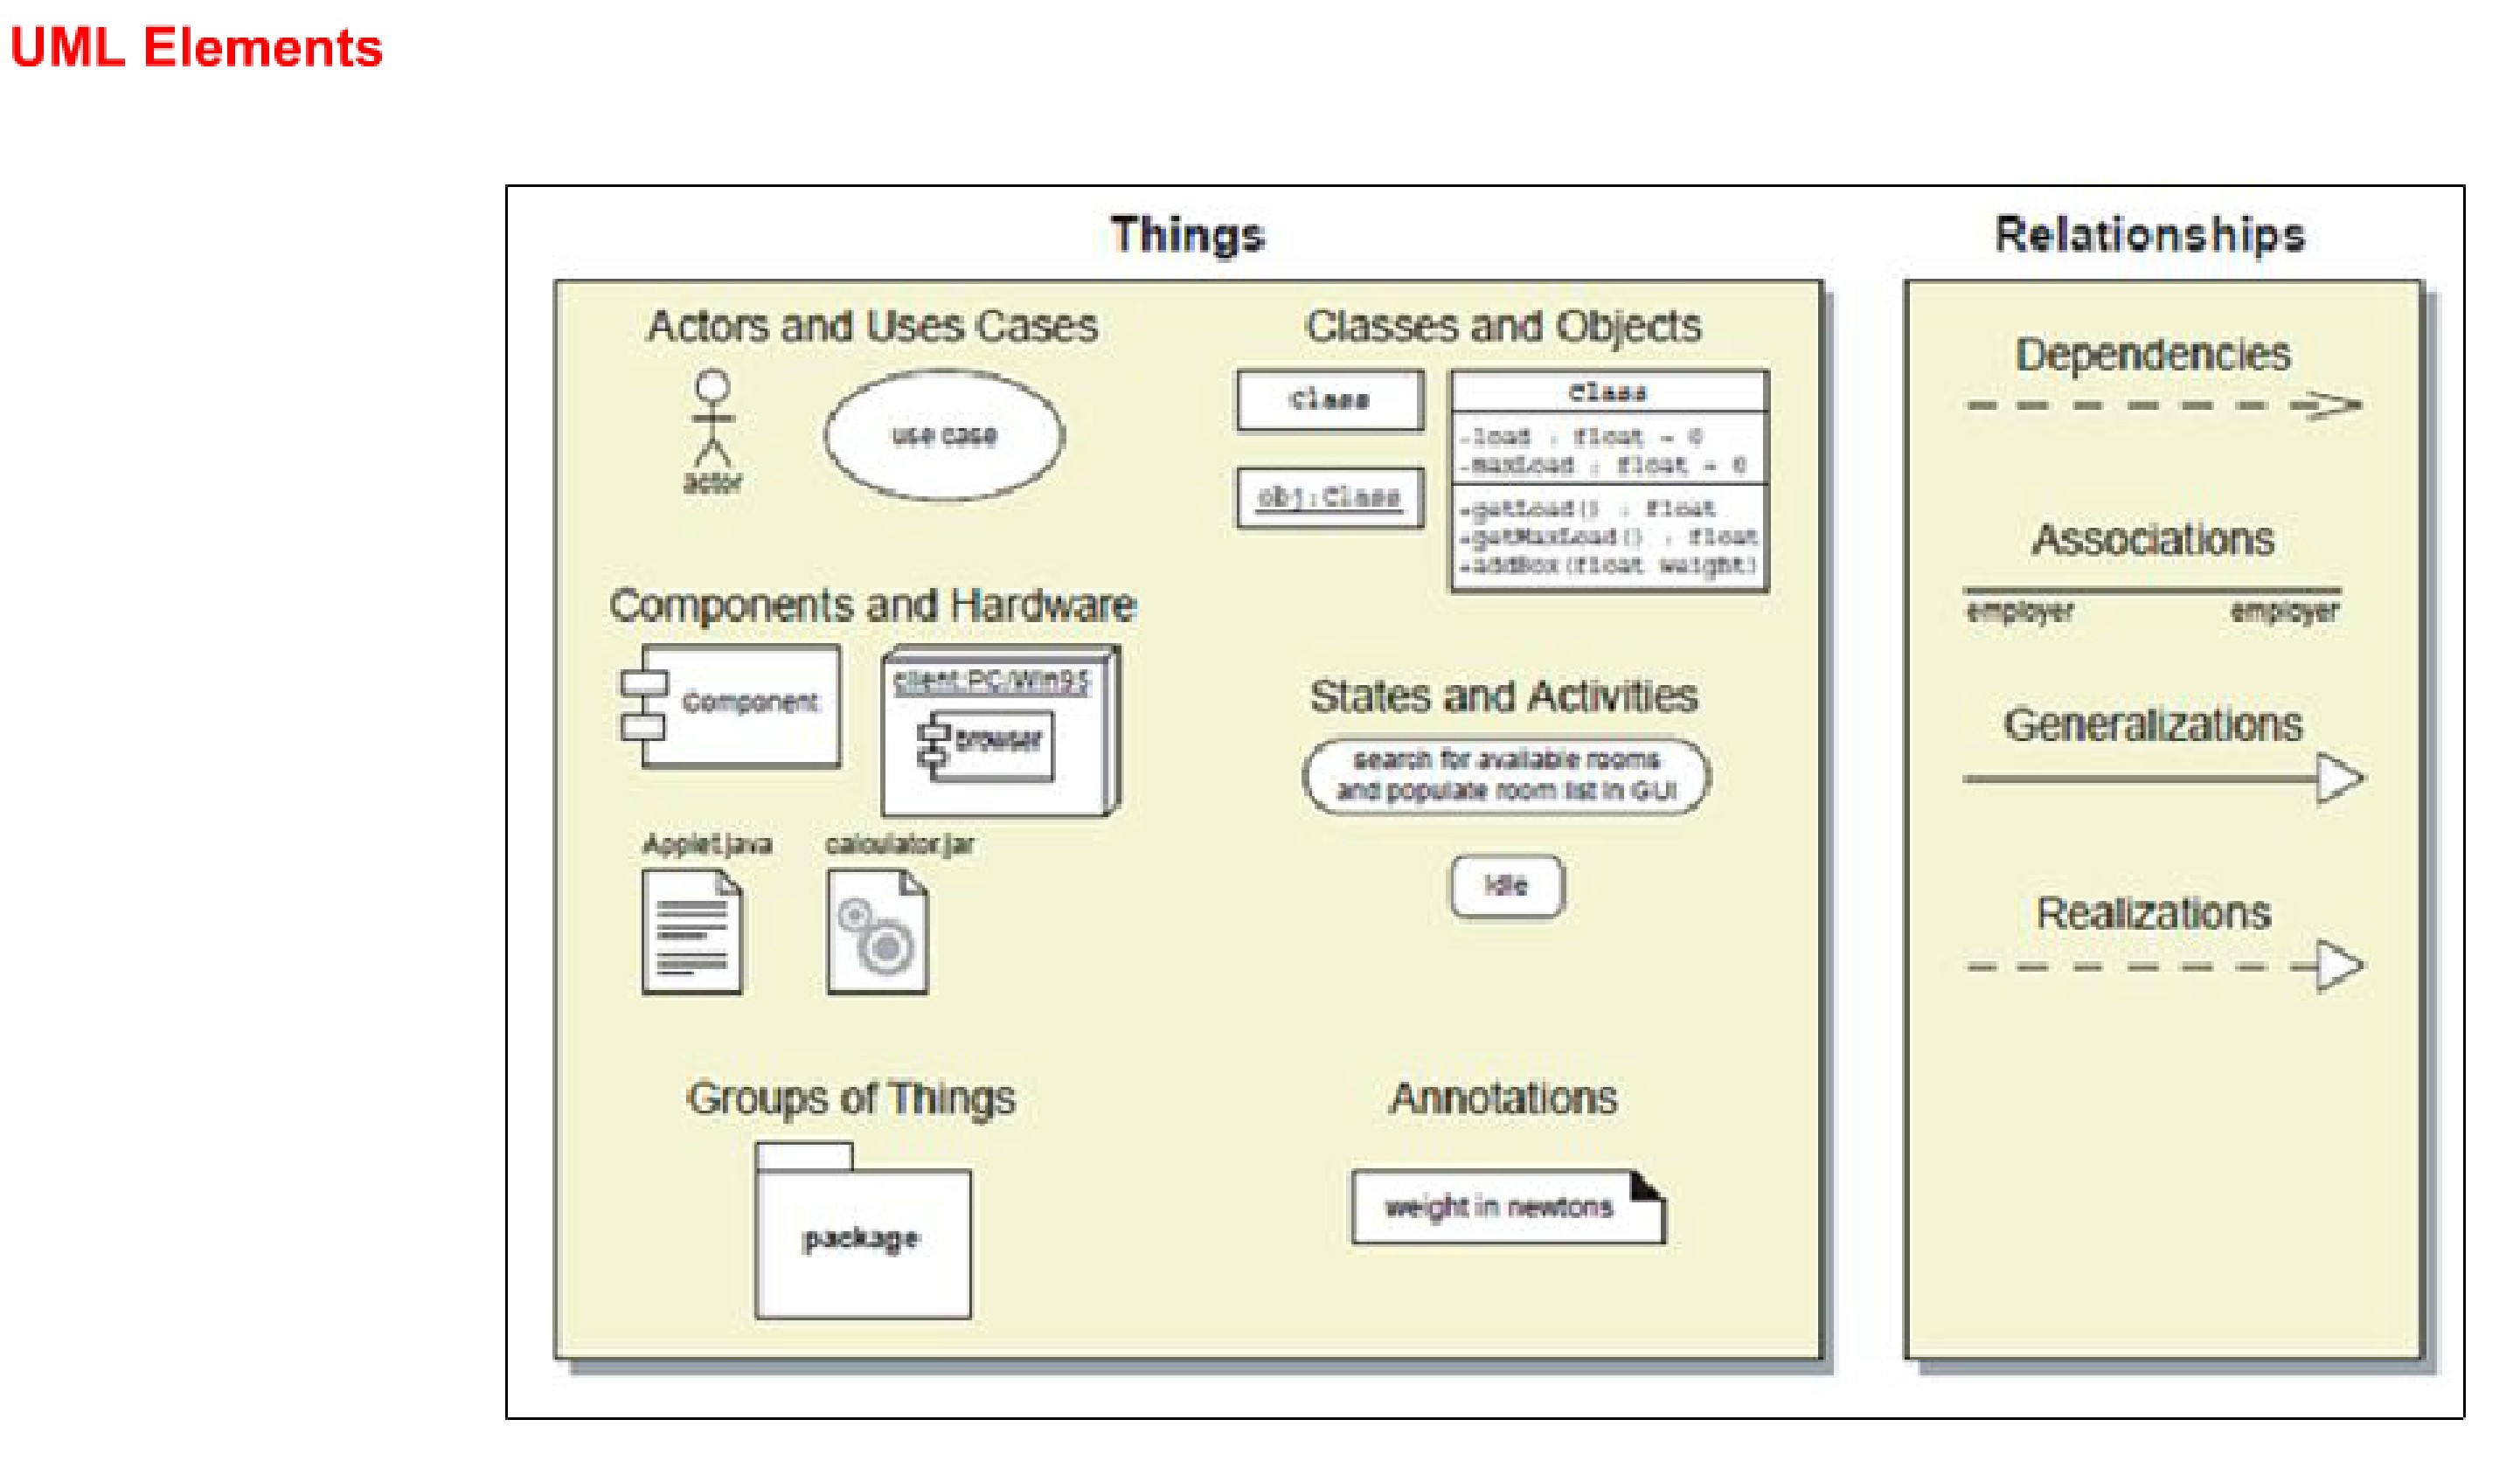 UML Elements
Things
Relationships
Actors and Uses Cases
actor
use case
Classes and Objects
Class
obj:Class
Class
-load : float = 0
-maxLoad : float = 0
+getLoad() : float
+getMaxLoad() : float
+addBox(float weight)
Components and Hardware
Component
client:PC/Win95
browser
Applet.java
calculator.jar
States and Activities
search for available rooms
and populate room list in GUI
Idle
Groups of Things
package
Annotations
weight in newtons
Dependencies
Associations
employer employer
Generalizations
Realizations